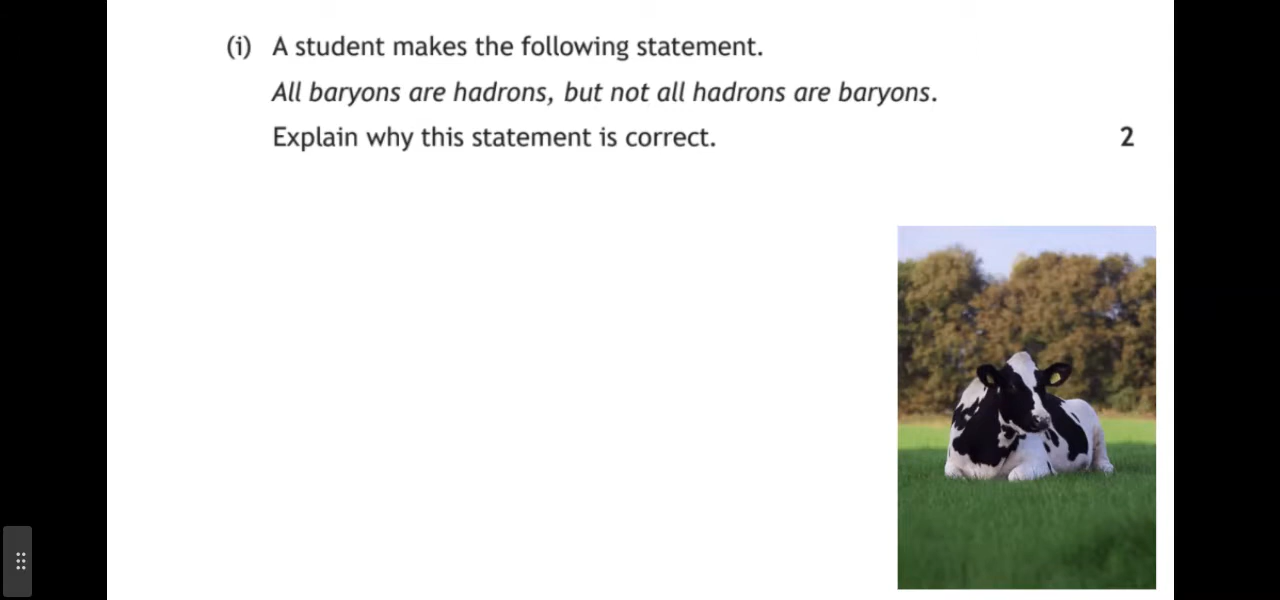 (i) A student makes the following statement.
All baryons are hadrons, but not all hadrons are baryons.
Explain why this statement is correct. 2